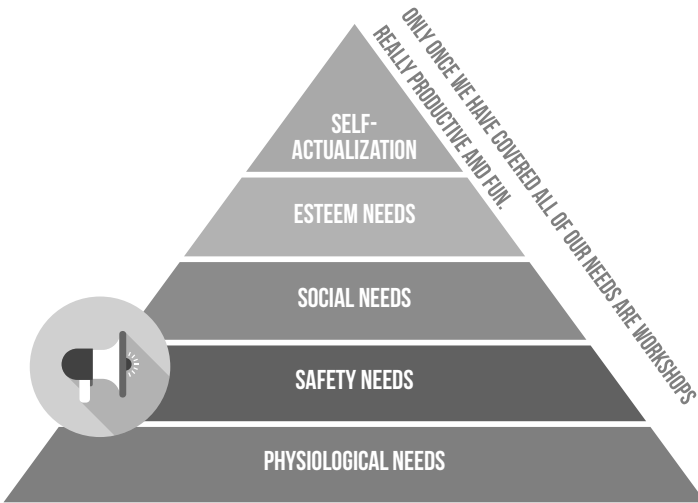 ONLY ONCE WE HAVE COVERED ALL OF OUR NEEDS ARE WORKSHOPS
REALLY PRODUCTIVE AND FUN.
SELF-
ACTUALIZATION
ESTEEM NEEDS
SOCIAL NEEDS
SAFETY NEEDS
PHYSIOLOGICAL NEEDS